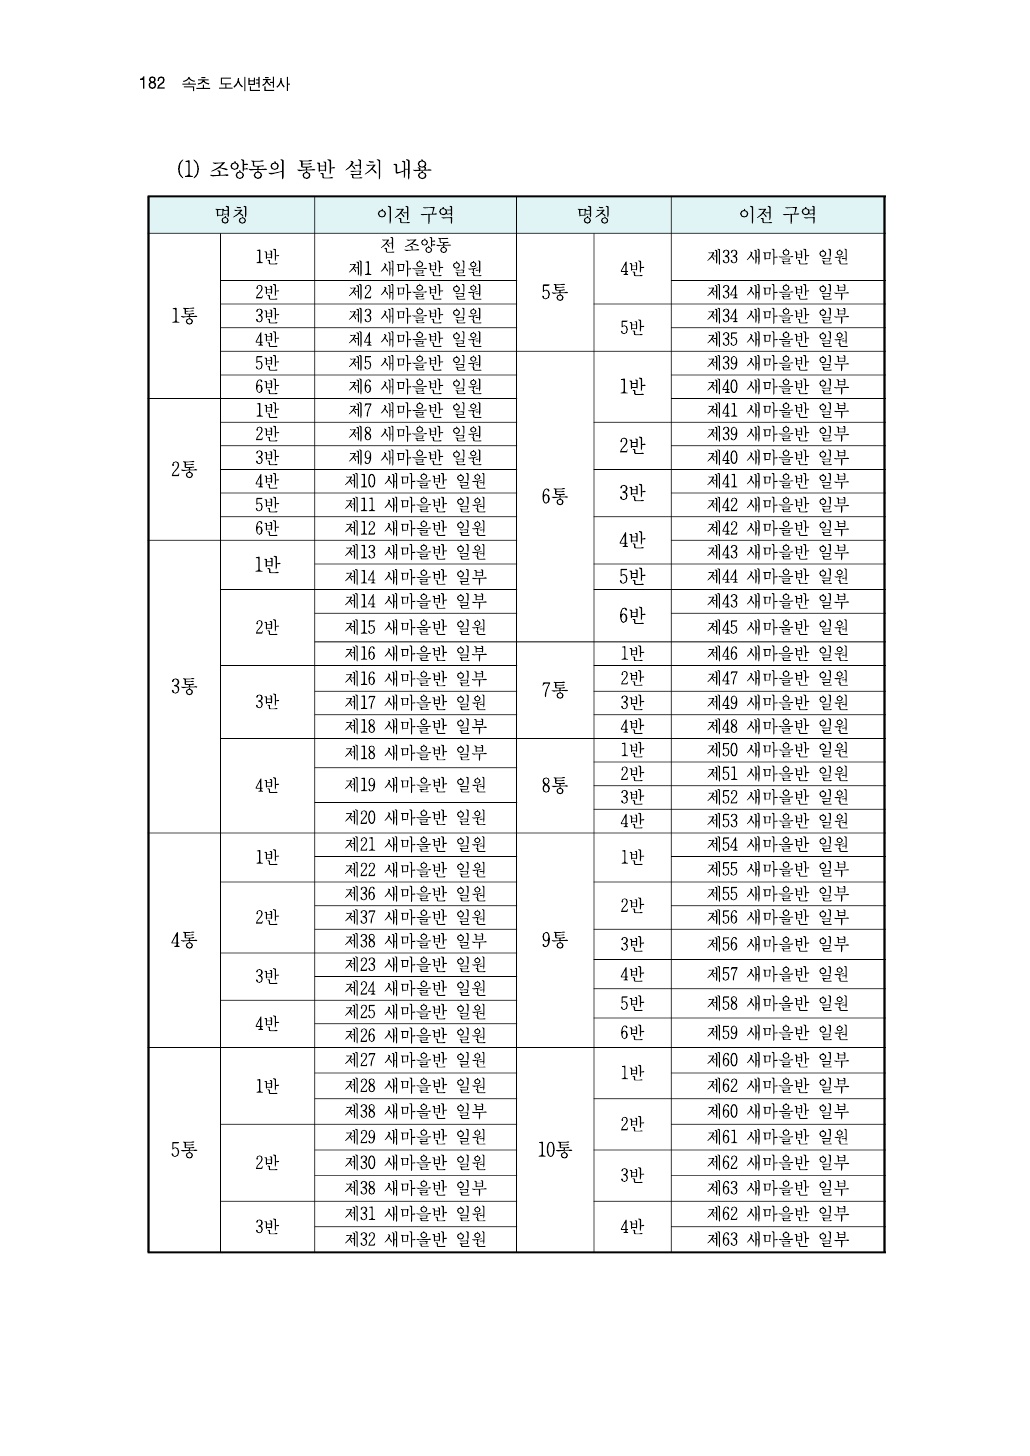 182 속초 도시변천사
(1) 조양동의 통반 설치 내용
명칭 이전 구역 명칭 이전 구역
1통
1반 전 조양동
제1 새마을반 일원
2반 제2 새마을반 일원
3반 제3 새마을반 일원
4반 제4 새마을반 일원
5반 제5 새마을반 일원
6반 제6 새마을반 일원
2통
1반 제7 새마을반 일원
2반 제8 새마을반 일원
3반 제9 새마을반 일원
4반 제10 새마을반 일원
5반 제11 새마을반 일원
6반 제12 새마을반 일원
3통
1반 제13 새마을반 일원
제14 새마을반 일부
2반 제14 새마을반 일부
제15 새마을반 일원
제16 새마을반 일부
3반 제16 새마을반 일부
제17 새마을반 일원
제18 새마을반 일부
4반 제18 새마을반 일부
제19 새마을반 일원
제20 새마을반 일원
4통
1반 제21 새마을반 일원
제22 새마을반 일원
2반 제36 새마을반 일원
제37 새마을반 일원
제38 새마을반 일부
3반 제23 새마을반 일원
제24 새마을반 일원
4반 제25 새마을반 일원
제26 새마을반 일원
5통
1반 제27 새마을반 일원
제28 새마을반 일원
제38 새마을반 일부
2반 제29 새마을반 일원
제30 새마을반 일원
제38 새마을반 일부
3반 제31 새마을반 일원
제32 새마을반 일원
5통
4반 제33 새마을반 일원
제34 새마을반 일부
5반 제34 새마을반 일부
제35 새마을반 일원
6통
1반 제39 새마을반 일부
제40 새마을반 일부
제41 새마을반 일부
2반 제39 새마을반 일부
제40 새마을반 일부
3반 제41 새마을반 일부
제42 새마을반 일부
4반 제42 새마을반 일부
제43 새마을반 일부
5반 제44 새마을반 일원
6반 제43 새마을반 일부
제45 새마을반 일원
7통
1반 제46 새마을반 일원
2반 제47 새마을반 일원
3반 제49 새마을반 일원
4반 제48 새마을반 일원
8통
1반 제50 새마을반 일원
2반 제51 새마을반 일원
3반 제52 새마을반 일원
4반 제53 새마을반 일원
9통
1반 제54 새마을반 일원
제55 새마을반 일부
2반 제55 새마을반 일부
제56 새마을반 일부
3반 제56 새마을반 일부
4반 제57 새마을반 일원
5반 제58 새마을반 일원
6반 제59 새마을반 일원
10통
1반 제60 새마을반 일부
제62 새마을반 일부
2반 제60 새마을반 일부
제61 새마을반 일원
3반 제62 새마을반 일부
제63 새마을반 일부
4반 제62 새마을반 일부
제63 새마을반 일부